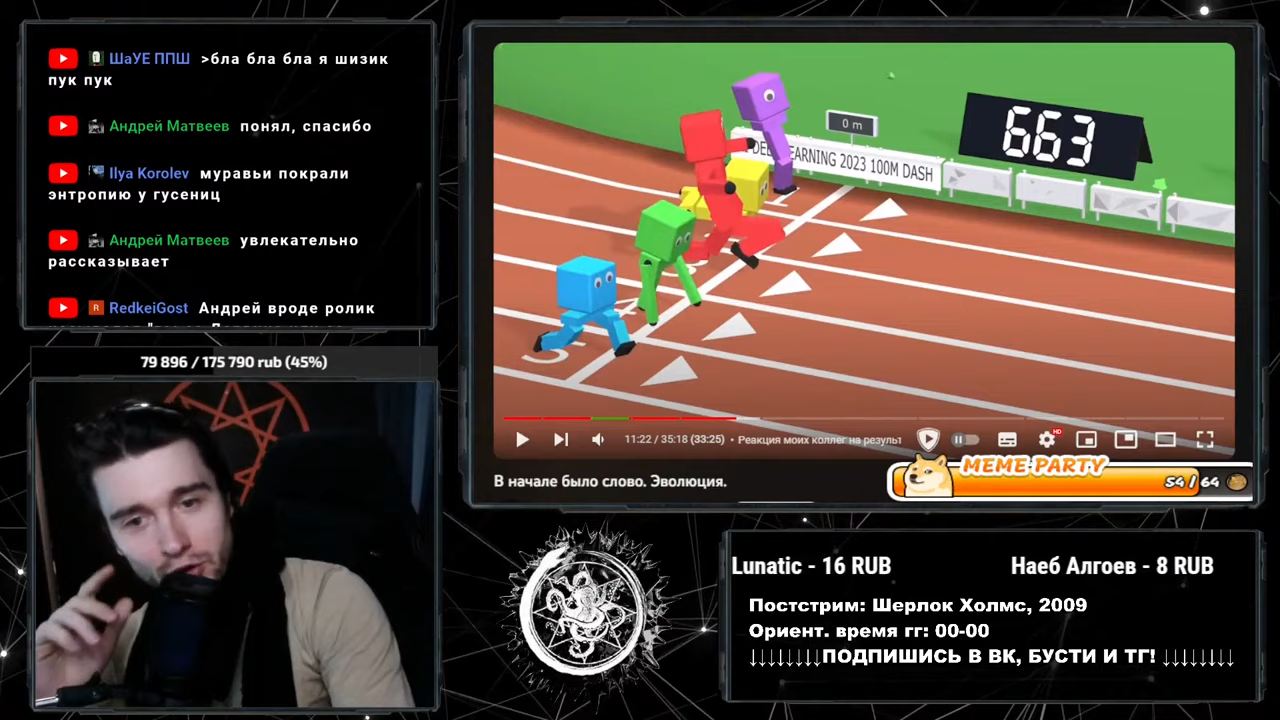 ШаУЕ ППШ >бла бла бла я шизик
пук пук
Андрей Матвеев понял, спасибо
Ilya Korolev муравьи покрали
энтропию у гусениц
Андрей Матвеев увлекательно
рассказывает
R RedkeiGost Андрей вроде ролик
79 896 / 175 790 rub (45%)
0 m
663
DEEP LEARNING 2023 100M DASH
5
11:22 / 35:18 (33:25) • Реакция моих коллег на результ
HD
В начале было слово. Эволюция.
MEME PARTY
54 / 64
Lunatic - 16 RUB
Наеб Алгоев - 8 RUB
Постстрим: Шерлок Холмс, 2009
Ориент. время гг: 00-00
↓↓↓↓↓↓↓↓ПОДПИШИСЬ В ВК, БУСТИ И ТГ! ↓↓↓↓↓↓↓↓